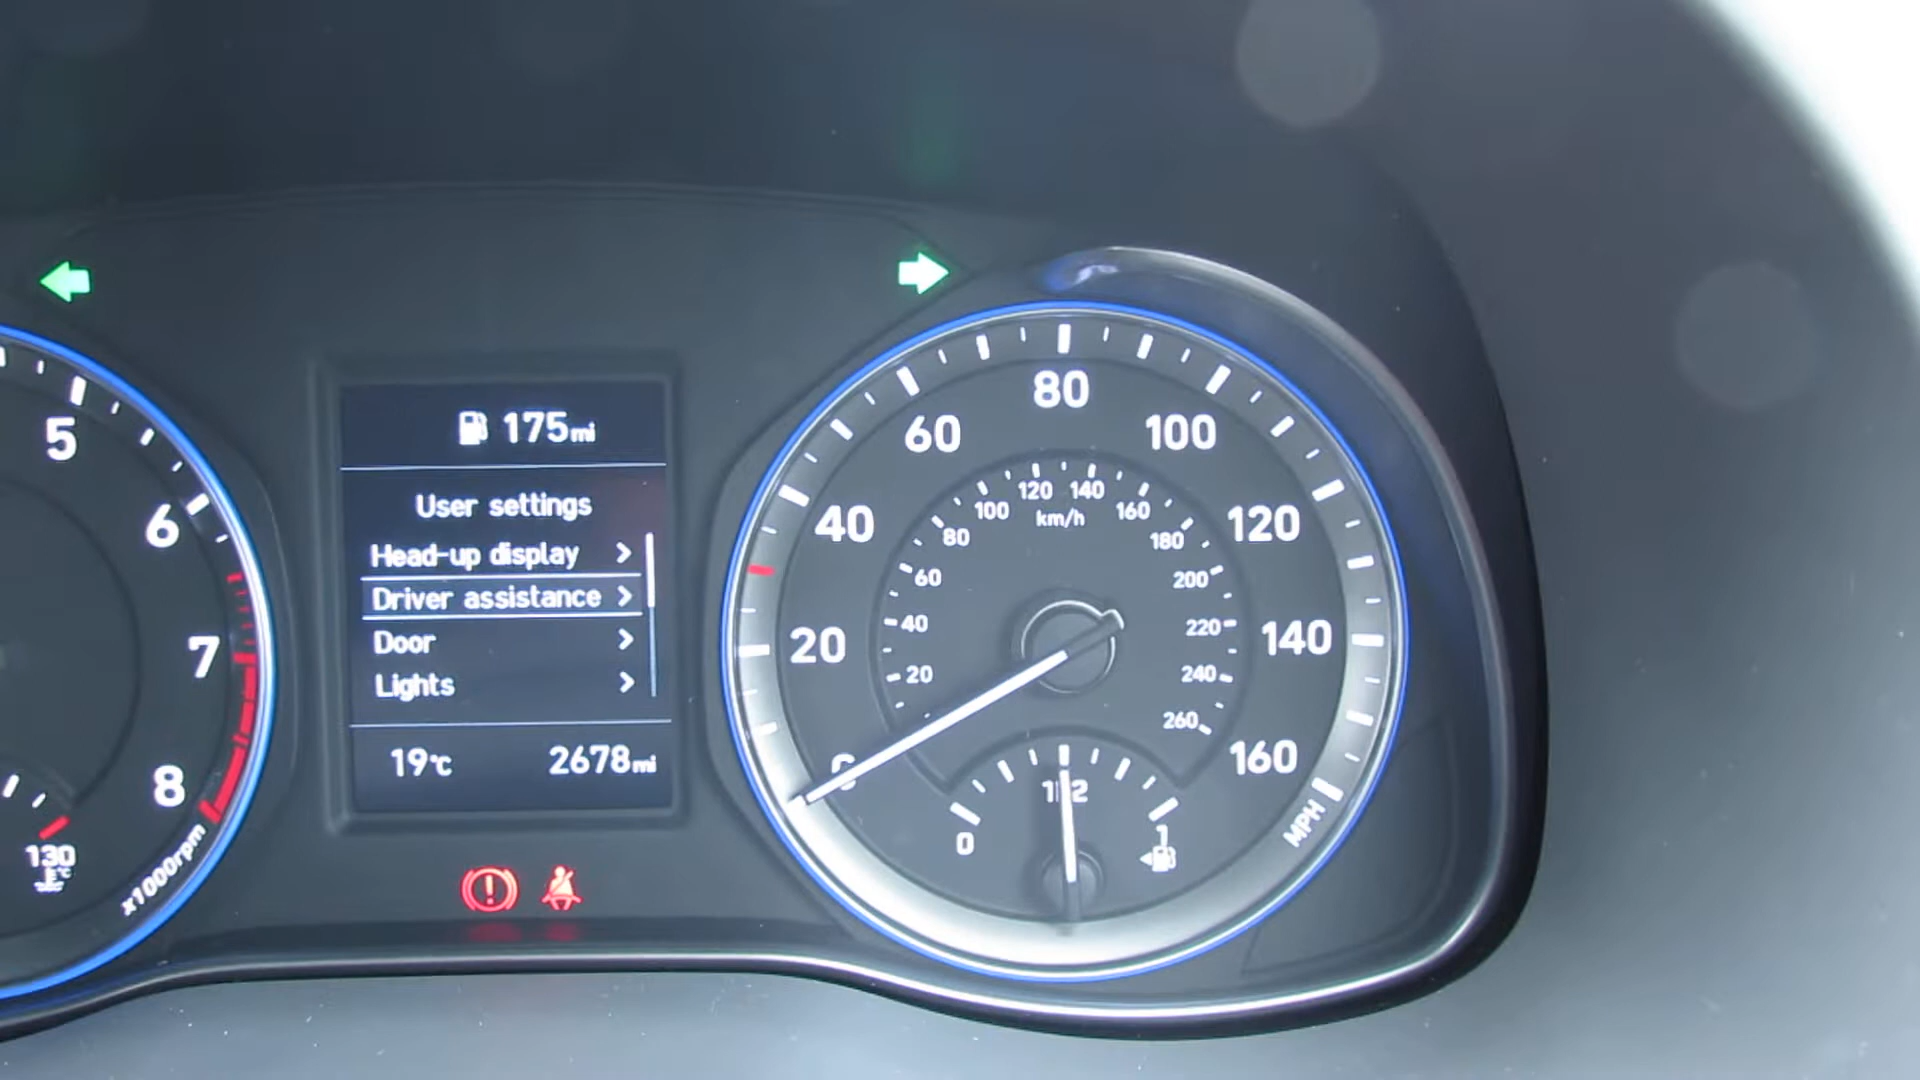 5
6
7
8
x1000rpm
130
°C
175mi
User settings
Head-up display
Driver assistance
Door
Lights
19°C
2678mi
0
20
40
60
80
100
120
140
160
MPH
20
40
60
80
100
120
140
160
180
200
220
240
260
km/h
0
1/2
1